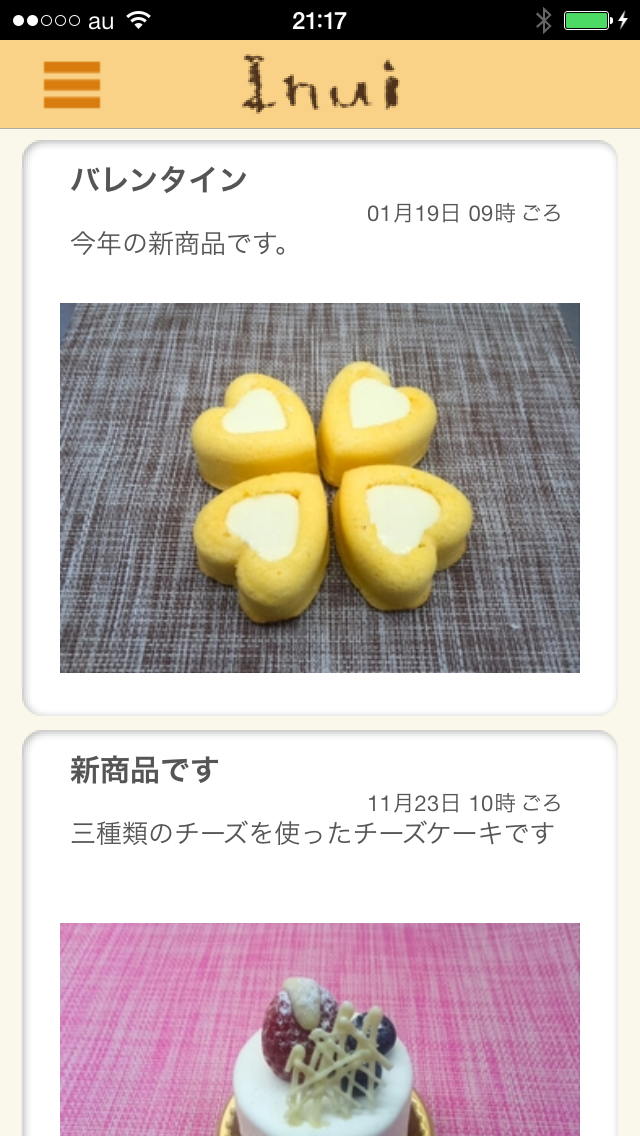 au 21:17
Inui
バレンタイン
01月19日 09時 ごろ
今年の新商品です。
新商品です
11月23日 10時 ごろ
三種類のチーズを使ったチーズケーキです